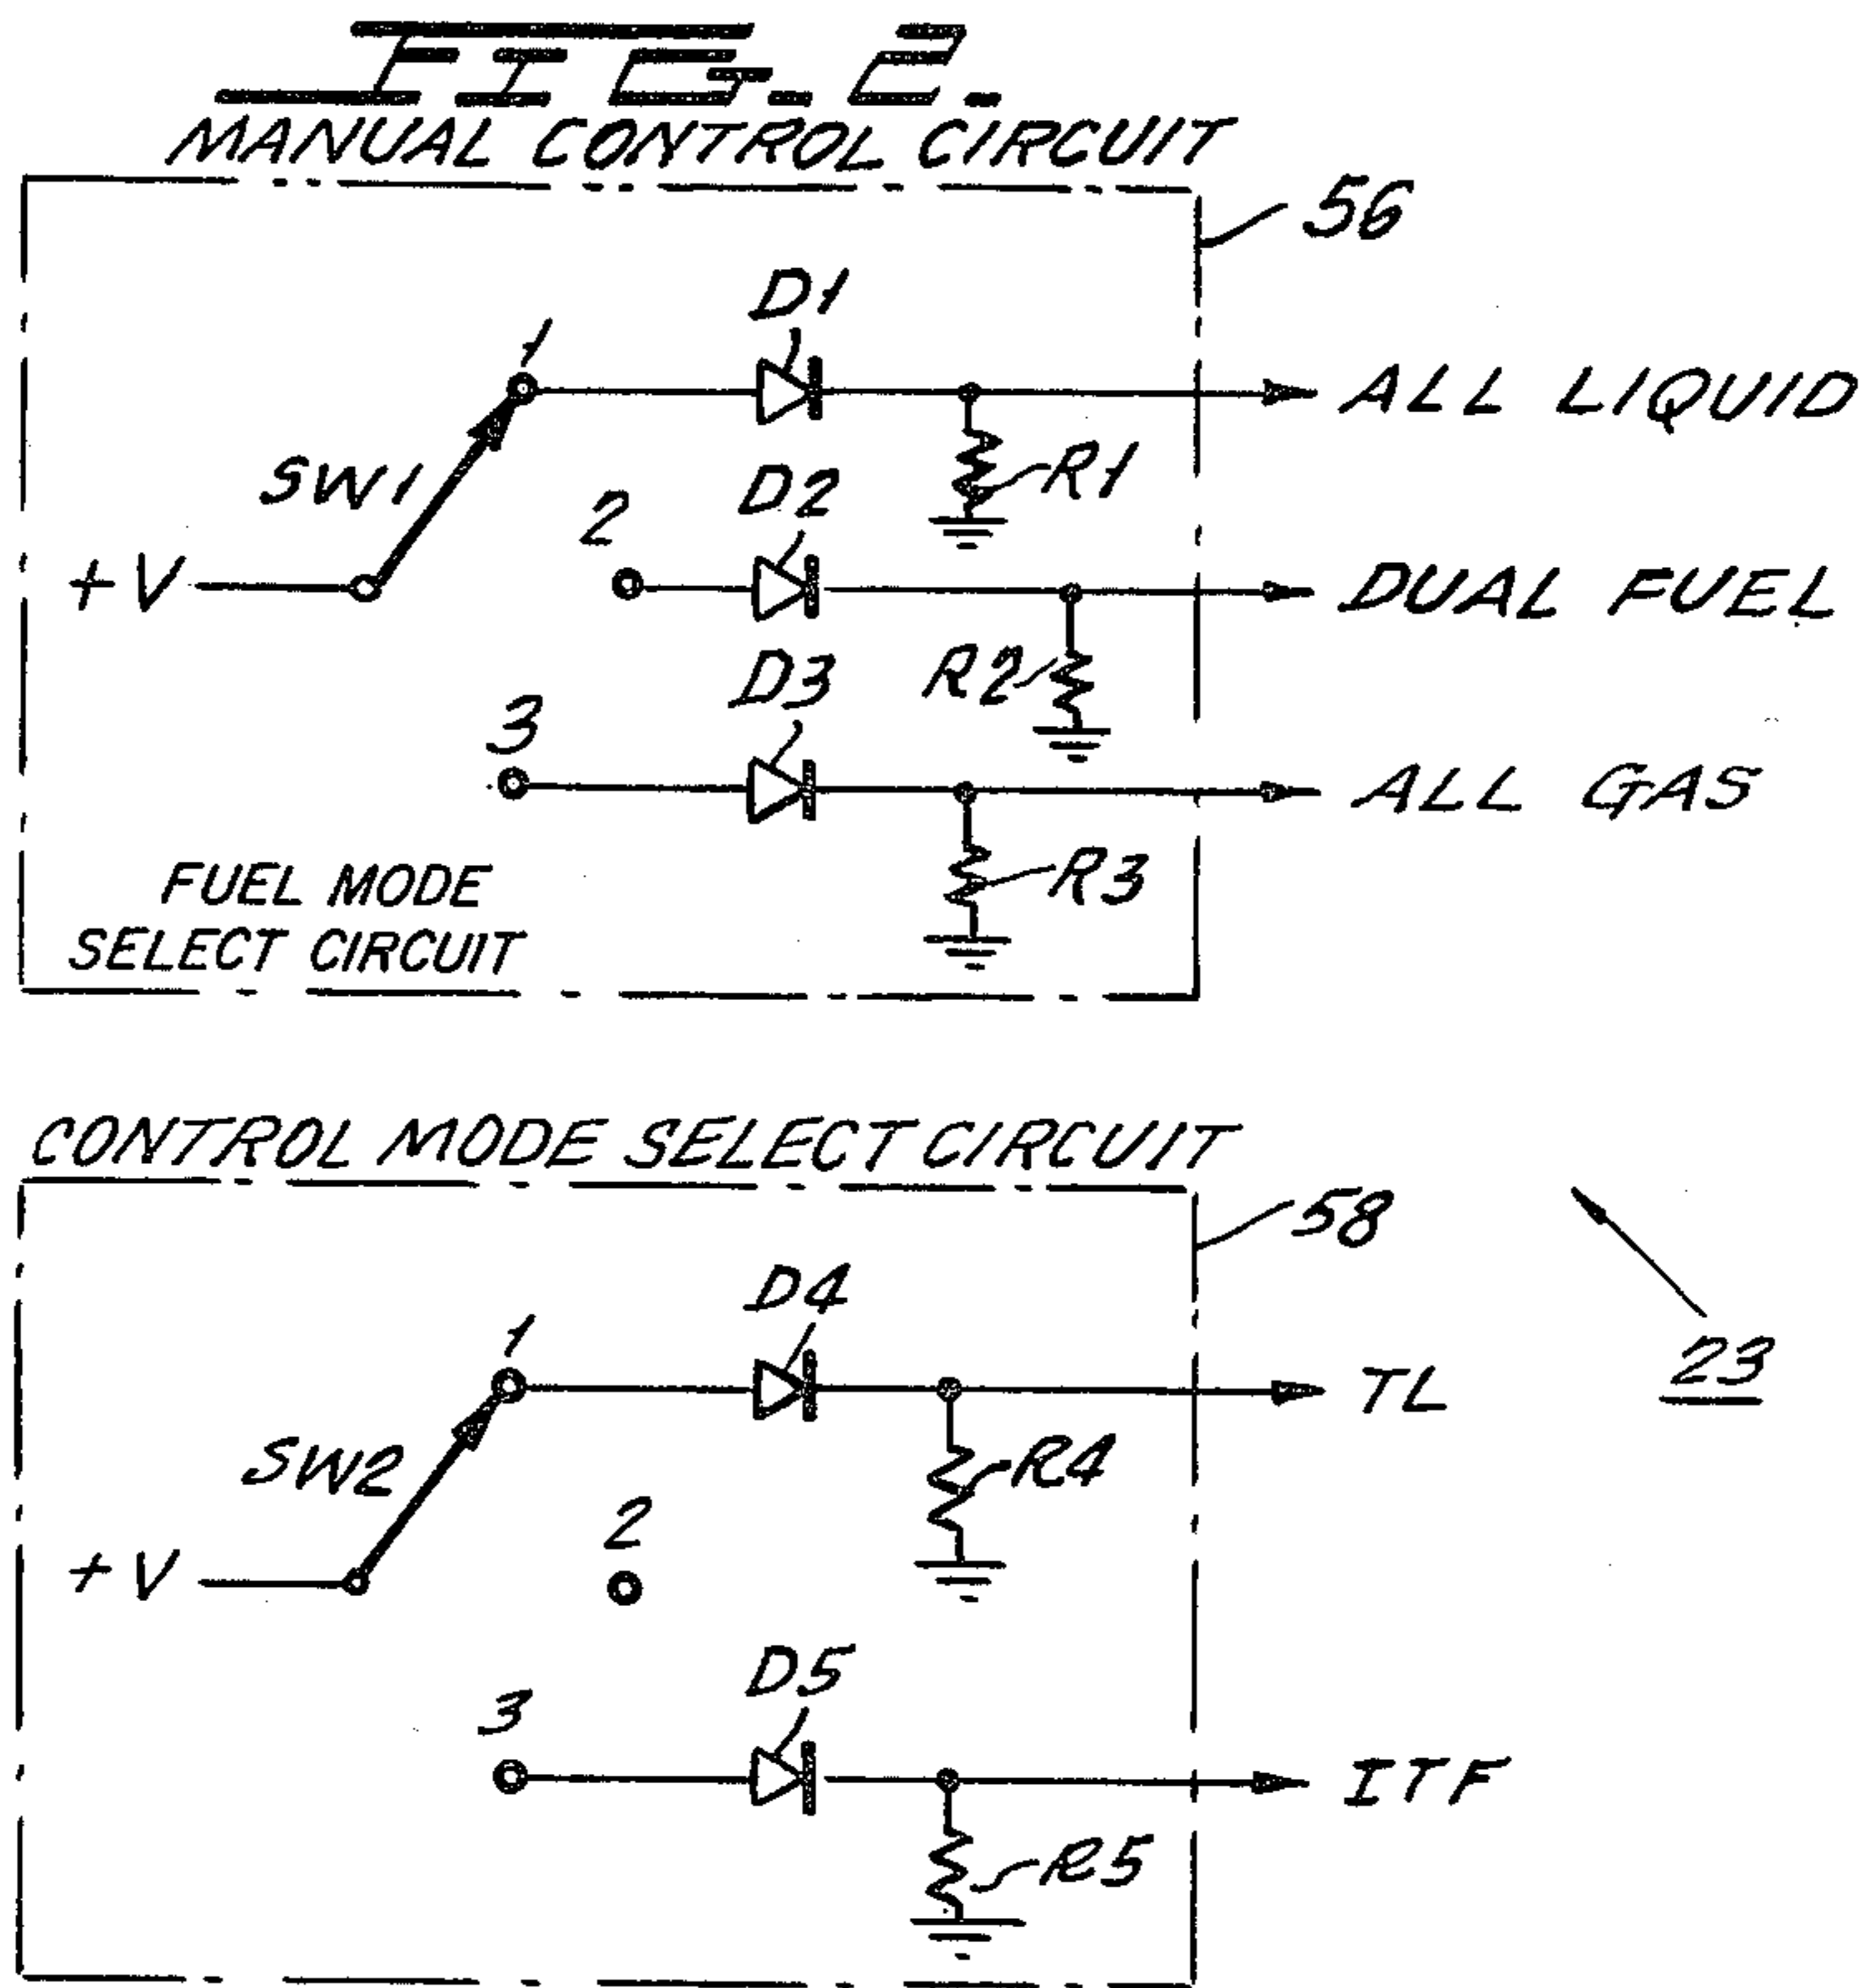 FIG. 2.
MANUAL CONTROL CIRCUIT
56
D1
1
ALL LIQUID
SW1
R1
D2
2
+V
DUAL FUEL
D3
R2
3
ALL GAS
R3
FUEL MODE
SELECT CIRCUIT
CONTROL MODE SELECT CIRCUIT
58
D4
1
TL
23
SW2
R4
2
+V
D5
3
ITF
R5